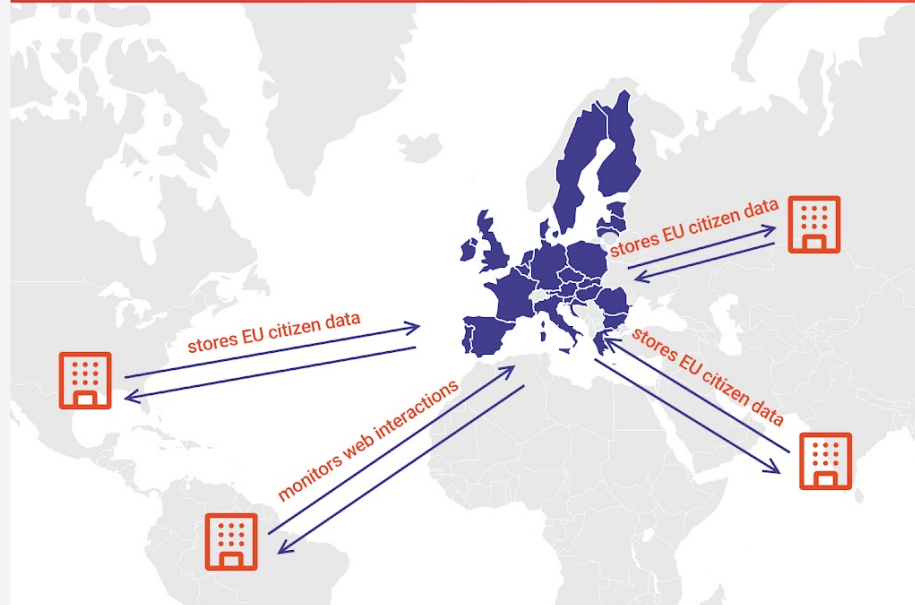 stores EU citizen data
stores EU citizen data
stores EU citizen data
monitors web interactions